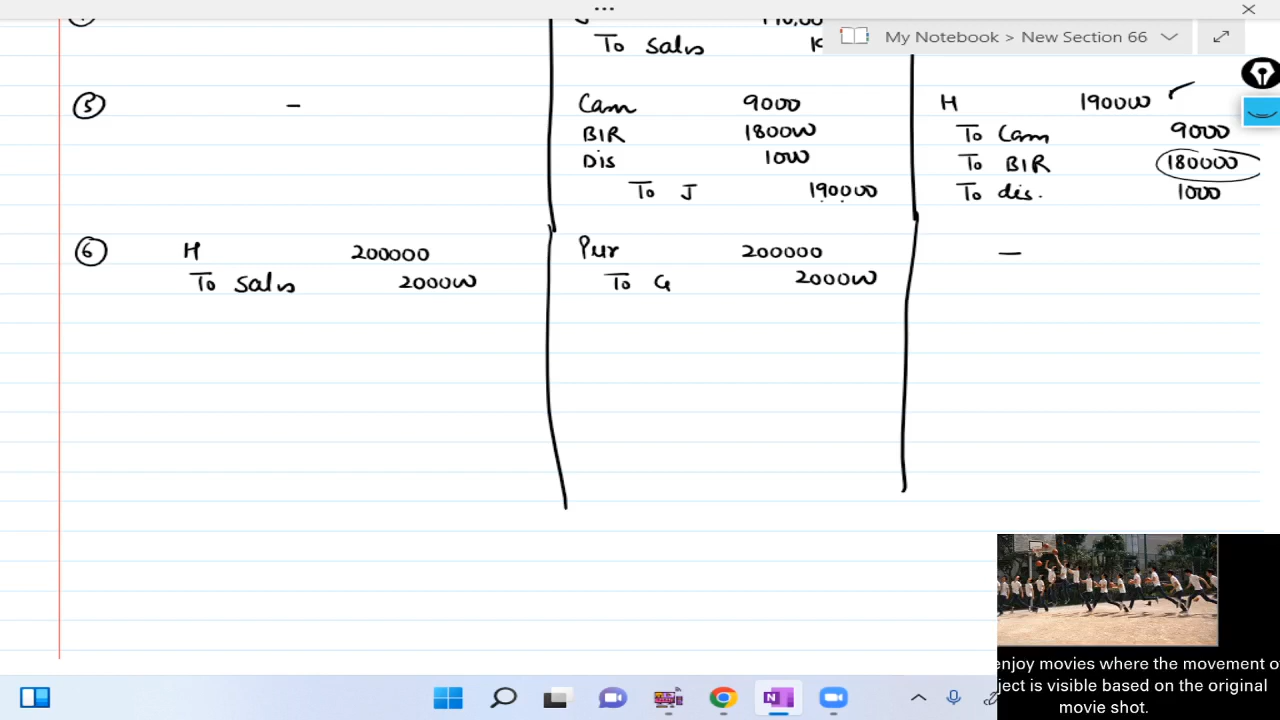 To Sales
My Notebook > New Section 66
5 - Cam 9000 H 190000
BIR 180000 To Cam 9000
Dis 1000 To BIR 180000
To J 190000 To dis. 1000
6 H 200000 Pur 200000 -
To Sales 200000 To G 200000
enjoy movies where the movement o
ject is visible based on the original
movie shot.